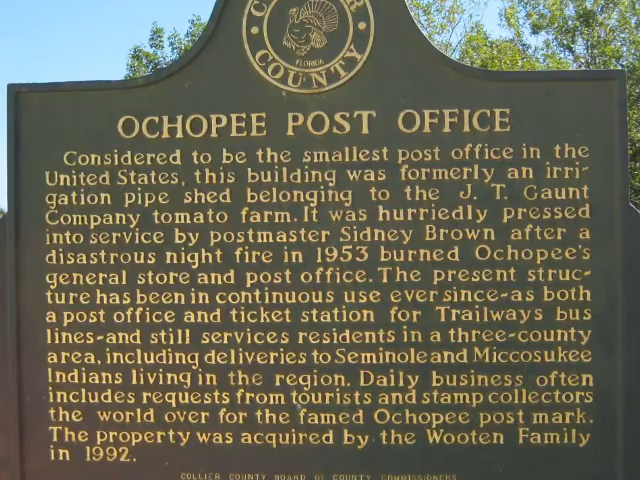 FLORIDA
COUNTY
OCHOPEE POST OFFICE
Considered to be the smallest post office in the
United States, this building was formerly an irri-
gation pipe shed belonging to the J. T. Gaunt
Company tomato farm. It was hurriedly pressed
into service by postmaster Sidney Brown after a
disastrous night fire in 1953 burned Ochopee's
general store and post office. The present struc-
ture has been in continuous use ever since-as both
a post office and ticket station for Trailways bus
lines-and still services residents in a three-county
area, including deliveries to Seminole and Miccosukee
Indians living in the region. Daily business often
includes requests from tourists and stamp collectors
the world over for the famed Ochopee post mark.
The property was acquired by the Wooten Family
in 1992.
COLLIER COUNTY BOARD OF COUNTY COMMISSIONERS